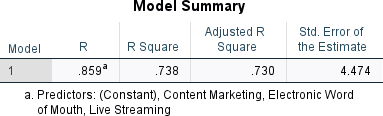 Model Summary
Model R R Square Adjusted R Square Std. Error of the Estimate
1 .859a .738 .730 4.474
a. Predictors: (Constant), Content Marketing, Electronic Word
of Mouth, Live Streaming